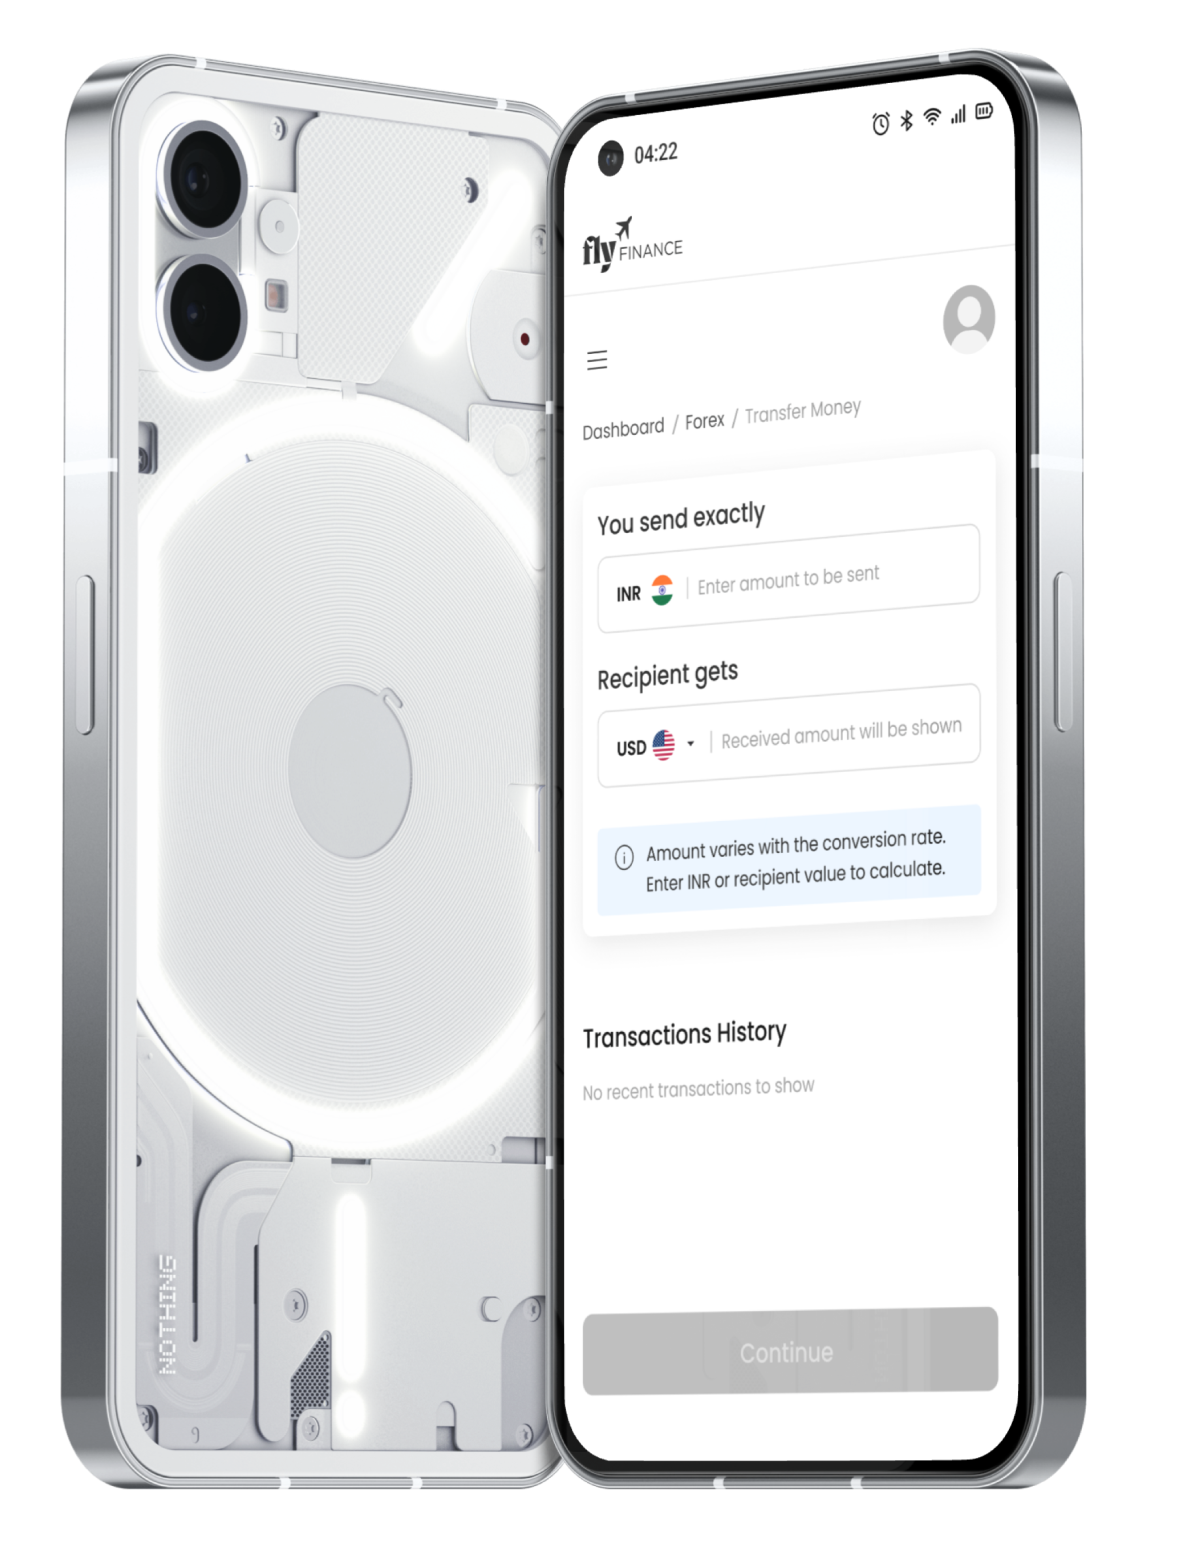 04:22
fly FINANCE
Dashboard / Forex / Transfer Money
You send exactly
INR Enter amount to be sent
Recipient gets
USD Received amount will be shown
Amount varies with the conversion rate.
Enter INR or recipient value to calculate.
Transactions History
No recent transactions to show
Continue
NOTHING